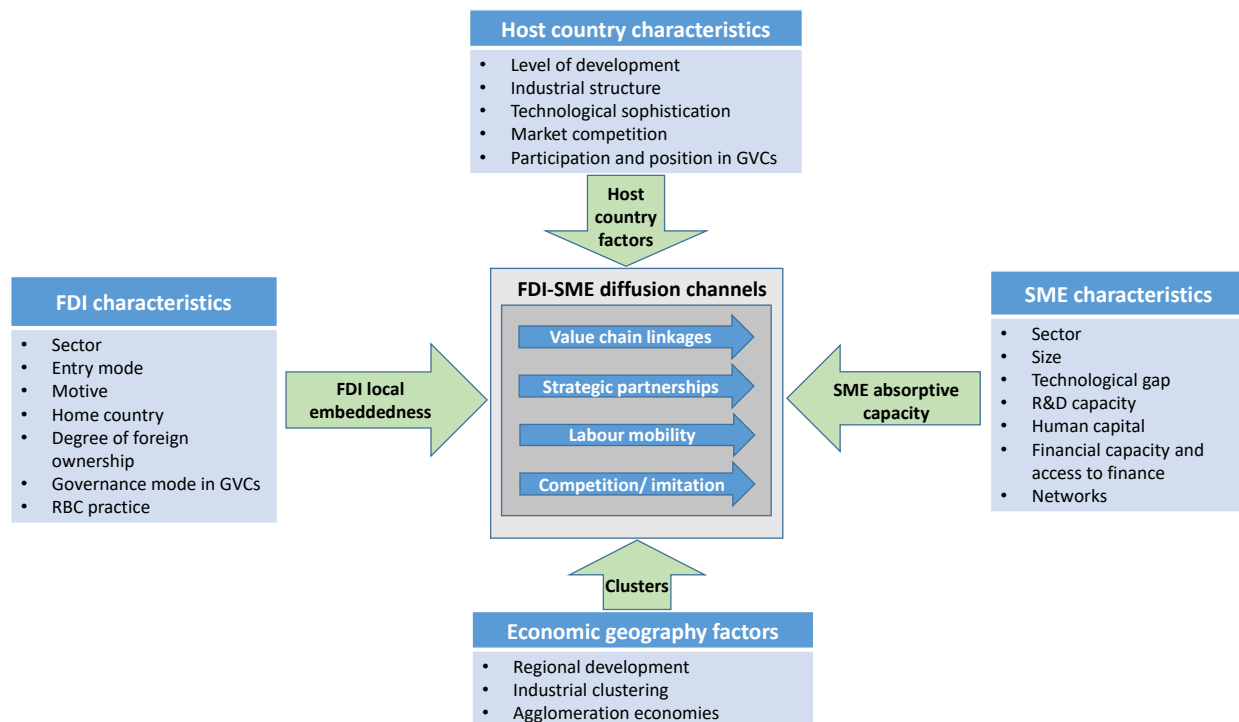 Host country characteristics
• Level of development
• Industrial structure
• Technological sophistication
• Market competition
• Participation and position in GVCs
Host
country
factors
FDI characteristics
• Sector
• Entry mode
• Motive
• Home country
• Degree of foreign
ownership
• Governance mode in GVCs
• RBC practice
FDI local
embeddedness
FDI-SME diffusion channels
Value chain linkages
Strategic partnerships
Labour mobility
Competition/ imitation
SME absorptive
capacity
SME characteristics
• Sector
• Size
• Technological gap
• R&D capacity
• Human capital
• Financial capacity and
access to finance
• Networks
Clusters
Economic geography factors
• Regional development
• Industrial clustering
• Agglomeration economies